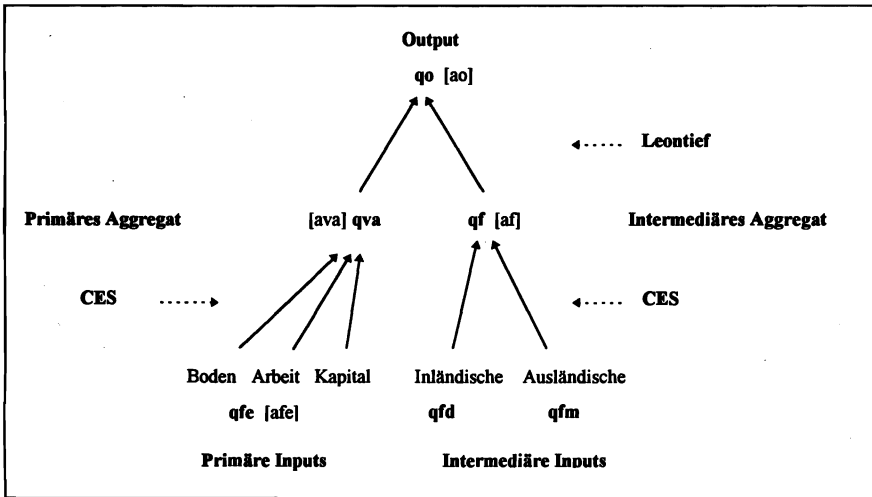 Output
qo [ao]
Leontief
Primäres Aggregat [ava] qva qf [af] Intermediäres Aggregat
CES CES
Boden Arbeit Kapital Inländische Ausländische
qfe [afe] qfd qfm
Primäre Inputs Intermediäre Inputs